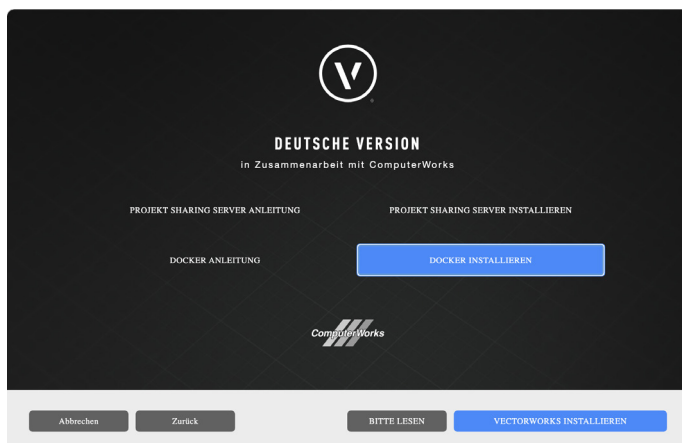 DEUTSCHE VERSION
in Zusammenarbeit mit ComputerWorks
PROJEKT SHARING SERVER ANLEITUNG
PROJEKT SHARING SERVER INSTALLIEREN
DOCKER ANLEITUNG
DOCKER INSTALLIEREN
ComputerWorks
Abbrechen
Zurück
BITTE LESEN
VECTORWORKS INSTALLIEREN